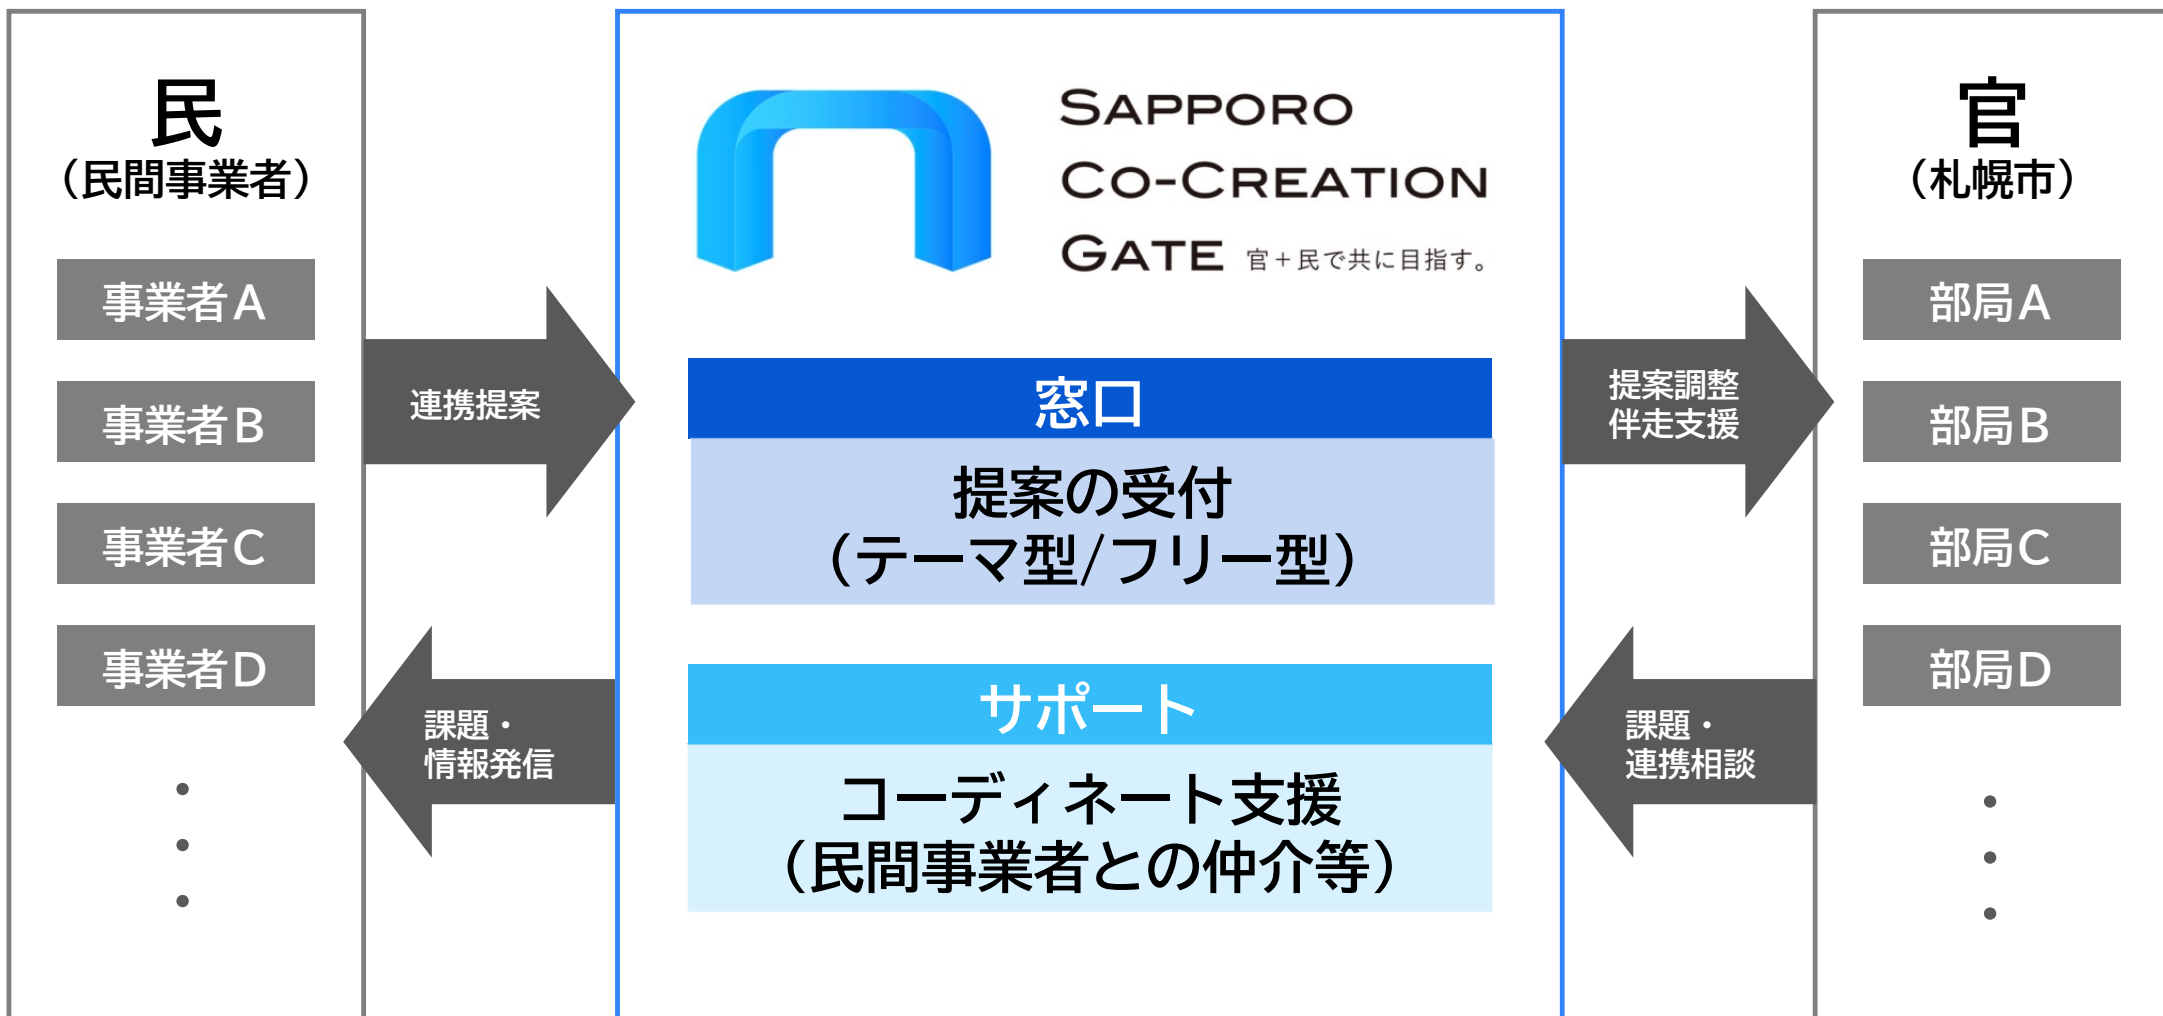 民
（民間事業者）
事業者A
事業者B
事業者C
事業者D
連携提案
課題・
情報発信
SAPPORO
CO-CREATION
GATE 官+民で共に目指す。
窓口
提案の受付
（テーマ型/フリー型）
サポート
コーディネート支援
（民間事業者との仲介等）
提案調整
伴走支援
課題・
連携相談
官
（札幌市）
部局A
部局B
部局C
部局D